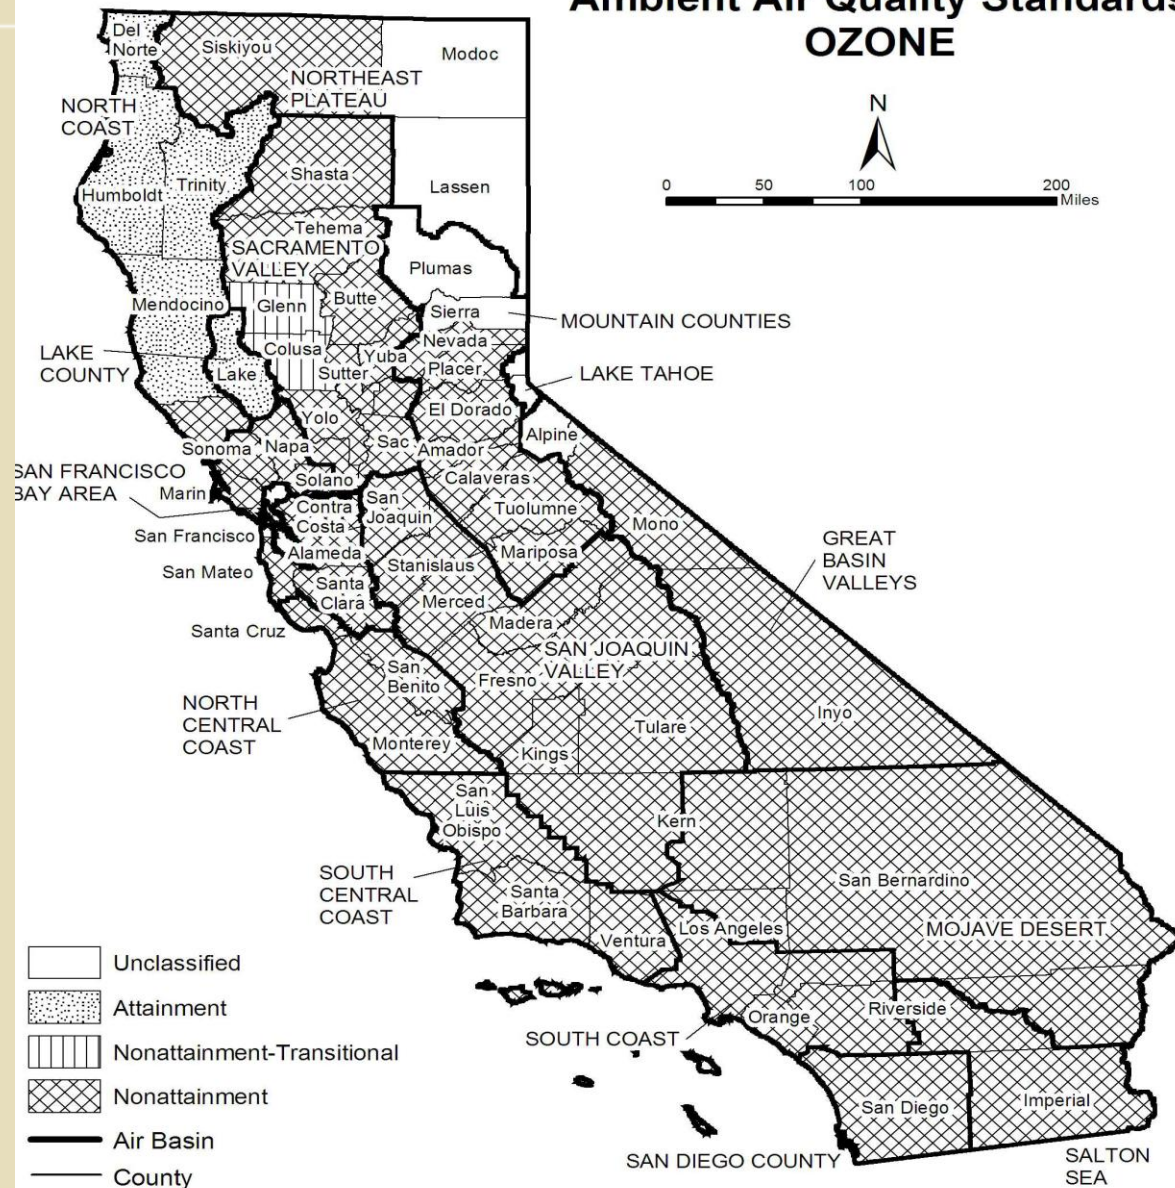 Ambient Air Quality Standards
OZONE
N
0 50 100 200
Miles
Del
Norte
Siskiyou
Modoc
NORTHEAST
PLATEAU
NORTH
COAST
Humboldt
Trinity
Shasta
Lassen
Tehema
SACRAMENTO
VALLEY
Plumas
Mendocino
Glenn
Butte
Sierra
MOUNTAIN COUNTIES
Nevada
Colusa
Yuba
LAKE
COUNTY
Lake
Sutter
Placer
LAKE TAHOE
El Dorado
Yolo
Alpine
Sonoma
Napa
Sac
Amador
SAN FRANCISCO
BAY AREA
Marin
Solano
Calaveras
San
Joaquin
Contra
Costa
Tuolumne
Mono
San Francisco
Alameda
Mariposa
GREAT
BASIN
VALLEYS
San Mateo
Stanislaus
Santa
Clara
Merced
Santa Cruz
Madera
SAN JOAQUIN
VALLEY
San
Benito
Fresno
NORTH
CENTRAL
COAST
Inyo
Tulare
Monterey
Kings
San
Luis
Obispo
Kern
SOUTH
CENTRAL
COAST
Santa
Barbara
San Bernardino
MOJAVE DESERT
Ventura
Los Angeles
Riverside
Orange
SOUTH COAST
San Diego
Imperial
SAN DIEGO COUNTY
SALTON
SEA
Unclassified
Attainment
Nonattainment-Transitional
Nonattainment
Air Basin
County